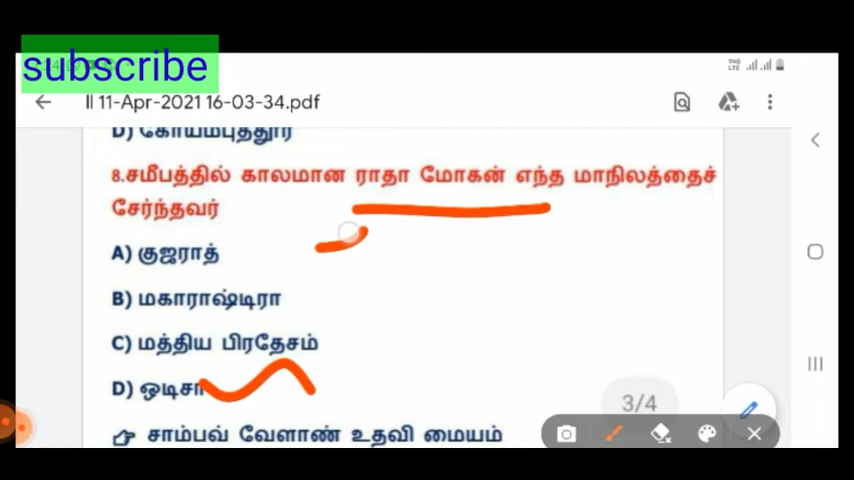 subscribe
ll 11-Apr-2021 16-03-34.pdf
D) கோயம்புத்தூர்
8.சமீபத்தில் காலமான ராதா மோகன் எந்த மாநிலத்தைச்
சேர்ந்தவர்
A) குஜராத்
B) மகாராஷ்டிரா
C) மத்திய பிரதேசம்
D) ஒடிசா
3/4
சாம்பவ் வேளாண் உதவி மையம்